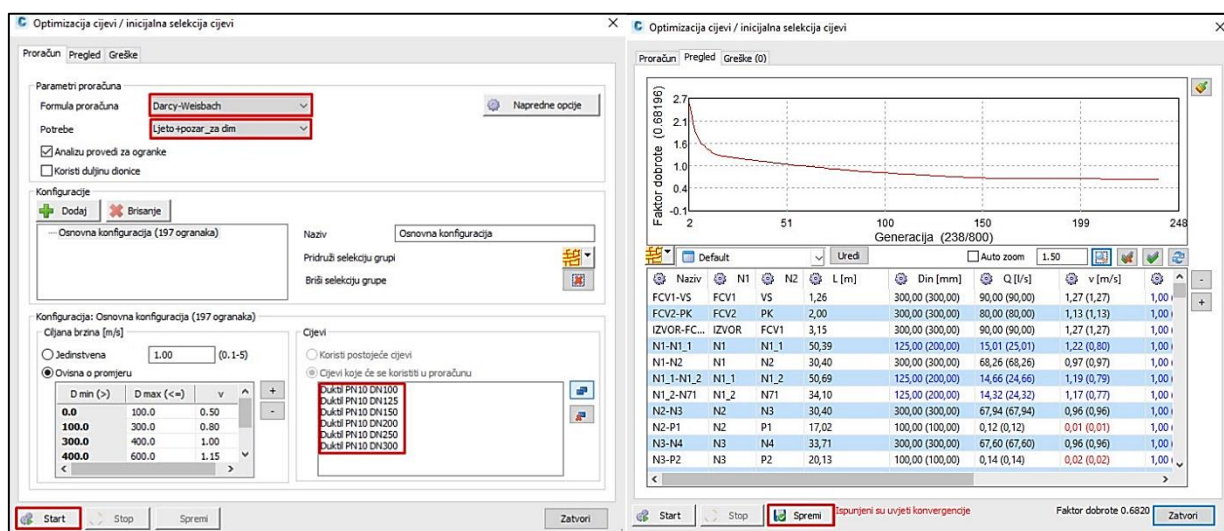 Optimizacija cijevi / inicijalna selekcija cijevi
Proračun Pregled Greške
Parametri proračuna
Formula proračuna Darcy-Weisbach Napredne opcije
Potrebe Ljeto+pozar_za dim
Analizu provedi za ogranke
Koristi duljinu dionice
Konfiguracije
Dodaj Brisanje
Osnovna konfiguracija (197 ogranaka)
Naziv Osnovna konfiguracija
Pridruži selekciju grupi
Briši selekciju grupe
Konfiguracija: Osnovna konfiguracija (197 ogranaka)
Ciljana brzina [m/s]
Jedinstvena 1.00 (0.1-5)
Ovisna o promjeru
D min (>) D max (<=) v
0.0 100.0 0.50
100.0 300.0 0.80
300.0 400.0 1.00
400.0 600.0 1.15
+
-
Cijevi
Koristi postojeće cijevi
Cijevi koje će se koristiti u proračunu
Duktil PN10 DN100
Duktil PN10 DN125
Duktil PN10 DN150
Duktil PN10 DN200
Duktil PN10 DN250
Duktil PN10 DN300
Start Stop Spremi Zatvori
Optimizacija cijevi / inicijalna selekcija cijevi
Proračun Pregled Greške (0)
Faktor dobrote (0.68196)
2.7
2.1
1.6
1.0
0.4
-0.1
2 51 100 150 199 248
Generacija (238/800)
Default Uredi Auto zoom 1.50
Naziv N1 N2 L [m] Din [mm] Q [l/s] v [m/s]
FCV1-VS FCV1 VS 1,26 300,00 (300,00) 90,00 (90,00) 1,27 (1,27) 1,00
FCV2-PK FCV2 PK 2,00 300,00 (300,00) 80,00 (80,00) 1,13 (1,13) 1,00
IZVOR-FC... IZVOR FCV1 3,15 300,00 (300,00) 90,00 (90,00) 1,27 (1,27) 1,00
N1-N1_1 N1 N1_1 50,39 125,00 (200,00) 15,01 (25,01) 1,22 (0,80) 1,00
N1-N2 N1 N2 30,40 300,00 (300,00) 68,26 (68,26) 0,97 (0,97) 1,00
N1_1-N1_2 N1_1 N1_2 50,69 125,00 (200,00) 14,66 (24,66) 1,19 (0,79) 1,00
N1_2-N71 N1_2 N71 34,10 125,00 (200,00) 14,32 (24,32) 1,17 (0,77) 1,00
N2-N3 N2 N3 30,40 300,00 (300,00) 67,94 (67,94) 0,96 (0,96) 1,00
N2-P1 N2 P1 17,02 100,00 (100,00) 0,12 (0,12) 0,01 (0,01) 1,00
N3-N4 N3 N4 33,71 300,00 (300,00) 67,60 (67,60) 0,96 (0,96) 1,00
N3-P2 N3 P2 20,13 100,00 (100,00) 0,14 (0,14) 0,02 (0,02) 1,00
-
+
Start Stop Spremi Ispunjeni su uvjeti konvergencije Faktor dobrote 0.6820 Zatvori